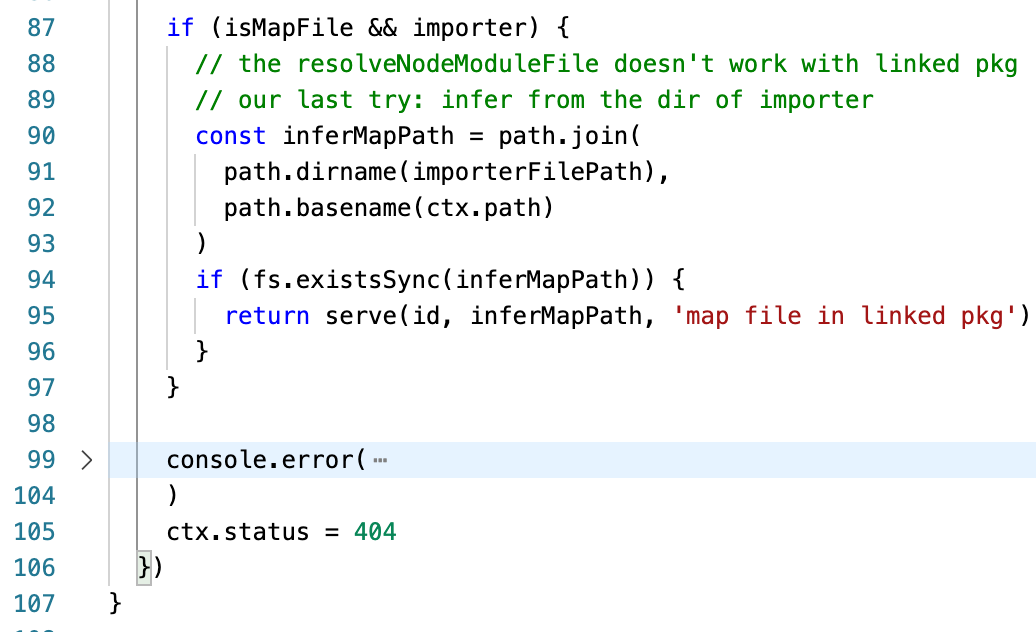 87 if (isMapFile && importer) {
88 // the resolveNodeModuleFile doesn't work with linked pkg
89 // our last try: infer from the dir of importer
90 const inferMapPath = path.join(
91 path.dirname(importerFilePath),
92 path.basename(ctx.path)
93 )
94 if (fs.existsSync(inferMapPath)) {
95 return serve(id, inferMapPath, 'map file in linked pkg')
96 }
97 }
98
99 > console.error( ⋯
104 )
105 ctx.status = 404
106 })
107 }